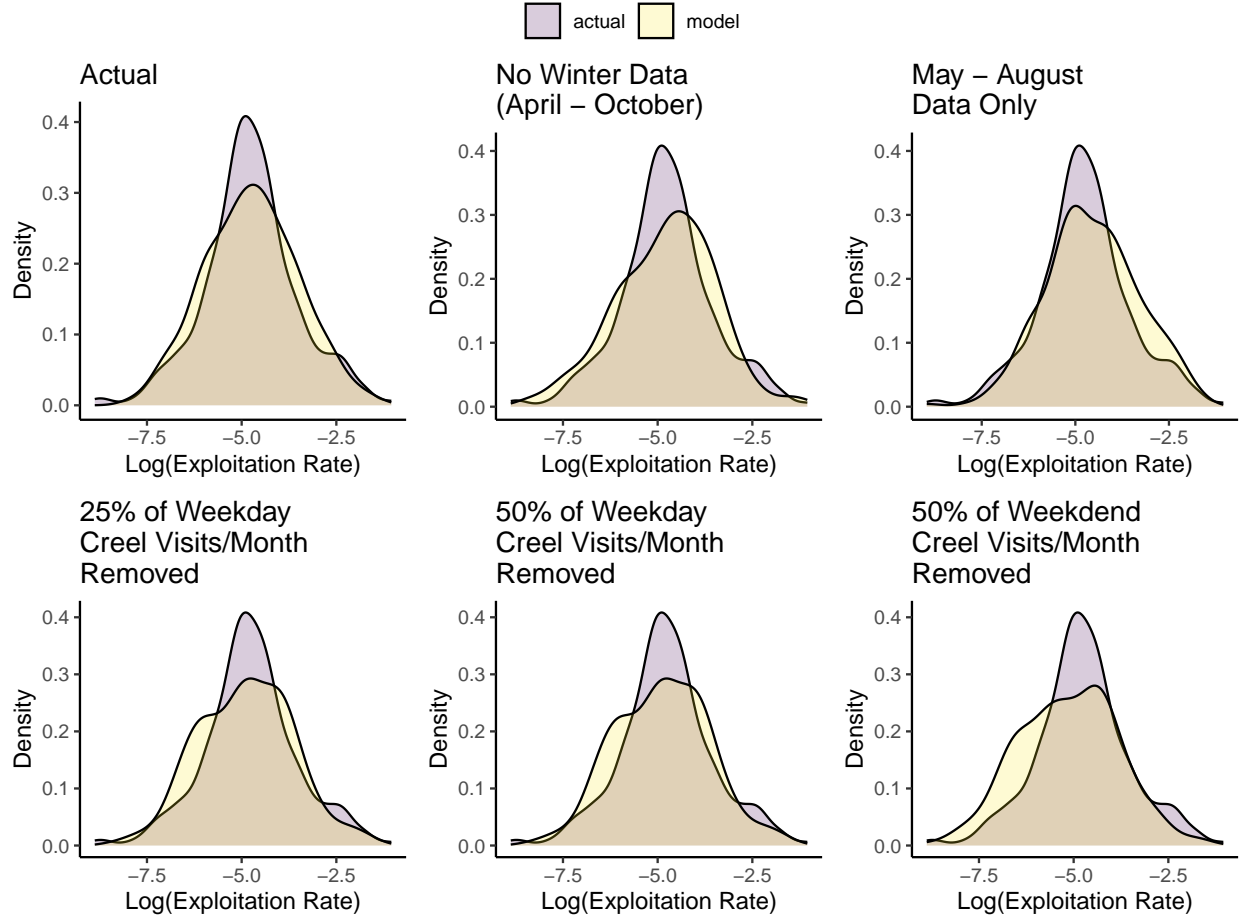 actual model
Actual
No Winter Data
(April – October)
May – August
Data Only
Density
0.4
0.3
0.2
0.1
0.0
−7.5 −5.0 −2.5
Log(Exploitation Rate)
Density
0.4
0.3
0.2
0.1
0.0
−7.5 −5.0 −2.5
Log(Exploitation Rate)
Density
0.4
0.3
0.2
0.1
0.0
−7.5 −5.0 −2.5
Log(Exploitation Rate)
25% of Weekday
Creel Visits/Month
Removed
50% of Weekday
Creel Visits/Month
Removed
50% of Weekdend
Creel Visits/Month
Removed
Density
0.4
0.3
0.2
0.1
0.0
−7.5 −5.0 −2.5
Log(Exploitation Rate)
Density
0.4
0.3
0.2
0.1
0.0
−7.5 −5.0 −2.5
Log(Exploitation Rate)
Density
0.4
0.3
0.2
0.1
0.0
−7.5 −5.0 −2.5
Log(Exploitation Rate)